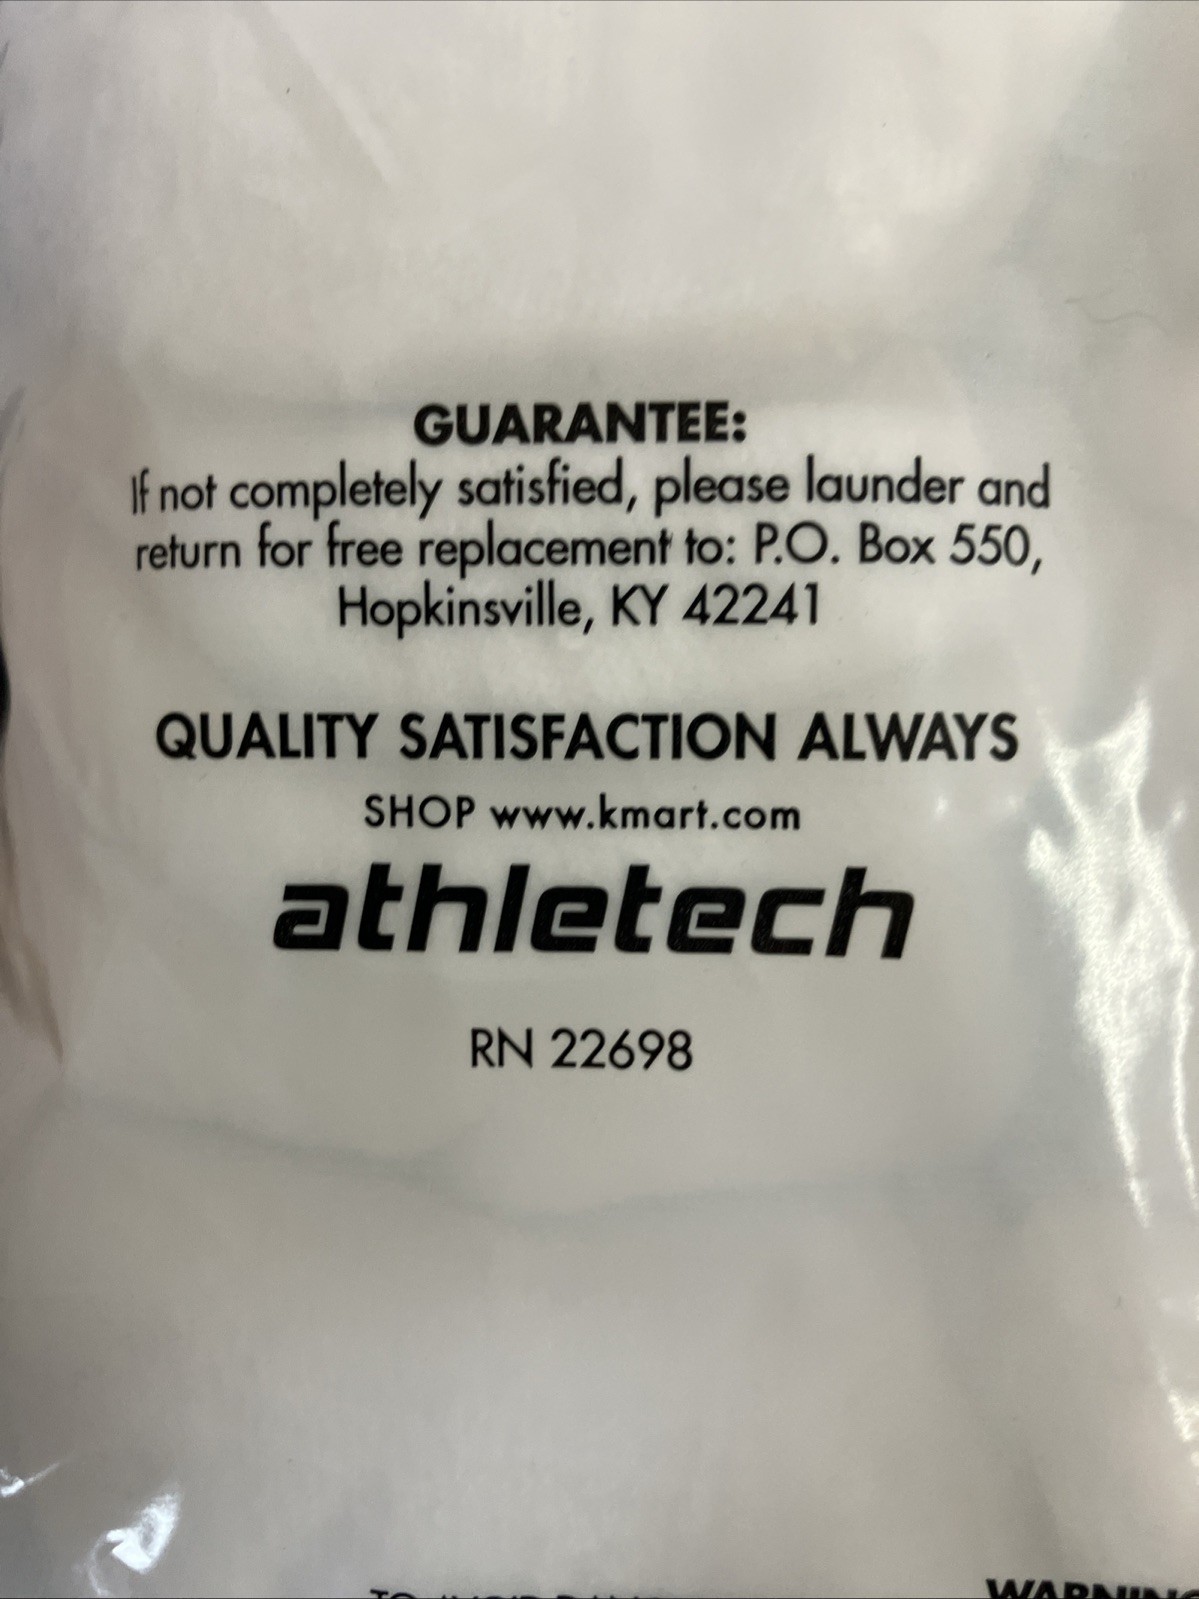 GUARANTEE:
If not completely satisfied, please launder and
return for free replacement to: P.O. Box 550,
Hopkinsville, KY 42241
QUALITY SATISFACTION ALWAYS
SHOP www.kmart.com
athletech
RN 22698